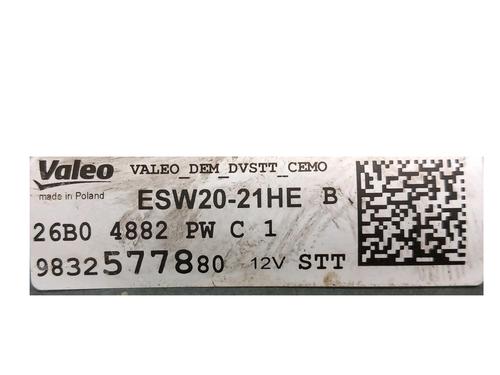 Valeo VALEO_DEM_DVSTT_CEMO
made in Poland ESW20-21HE B
26B0 4882 PW C 1
9832577880 12V STT